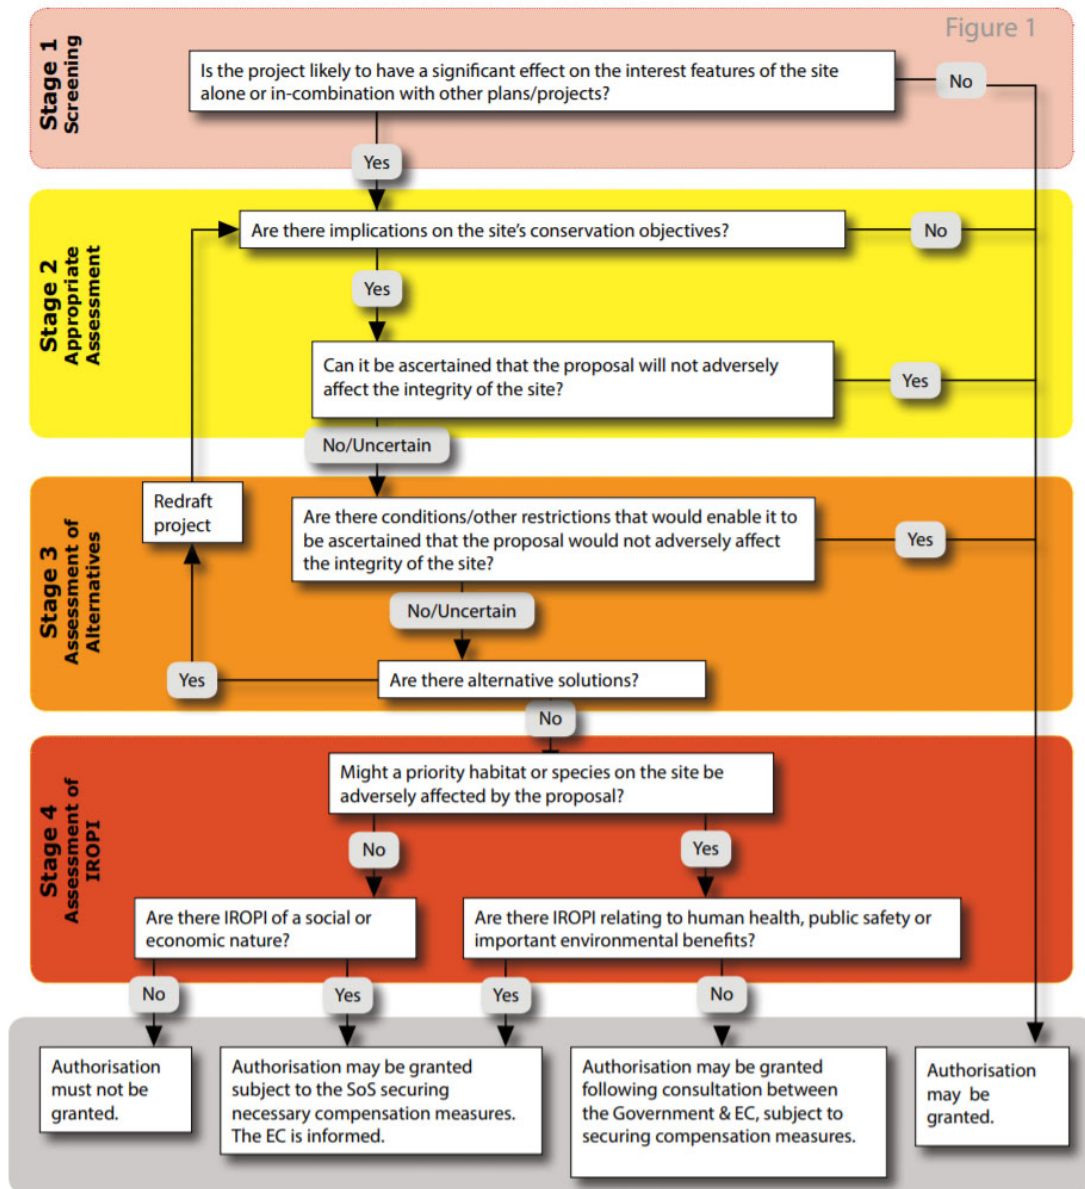 Figure 1
Stage 1
Screening
Is the project likely to have a significant effect on the interest features of the site
alone or in-combination with other plans/projects?
No
Yes
Stage 2
Appropriate
Assessment
Are there implications on the site's conservation objectives?
No
Yes
Can it be ascertained that the proposal will not adversely
affect the integrity of the site?
Yes
No/Uncertain
Stage 3
Assessment of
Alternatives
Redraft
project
Are there conditions/other restrictions that would enable it to
be ascertained that the proposal would not adversely affect
the integrity of the site?
Yes
No/Uncertain
Yes
Are there alternative solutions?
No
Stage 4
Assessment of
IROPI
Might a priority habitat or species on the site be
adversely affected by the proposal?
No
Yes
Are there IROPI of a social or
economic nature?
Are there IROPI relating to human health, public safety or
important environmental benefits?
No
Yes
Yes
No
Authorisation
must not be
granted.
Authorisation may be granted
subject to the SoS securing
necessary compensation measures.
The EC is informed.
Authorisation may be granted
following consultation between
the Government & EC, subject to
securing compensation measures.
Authorisation
may be
granted.